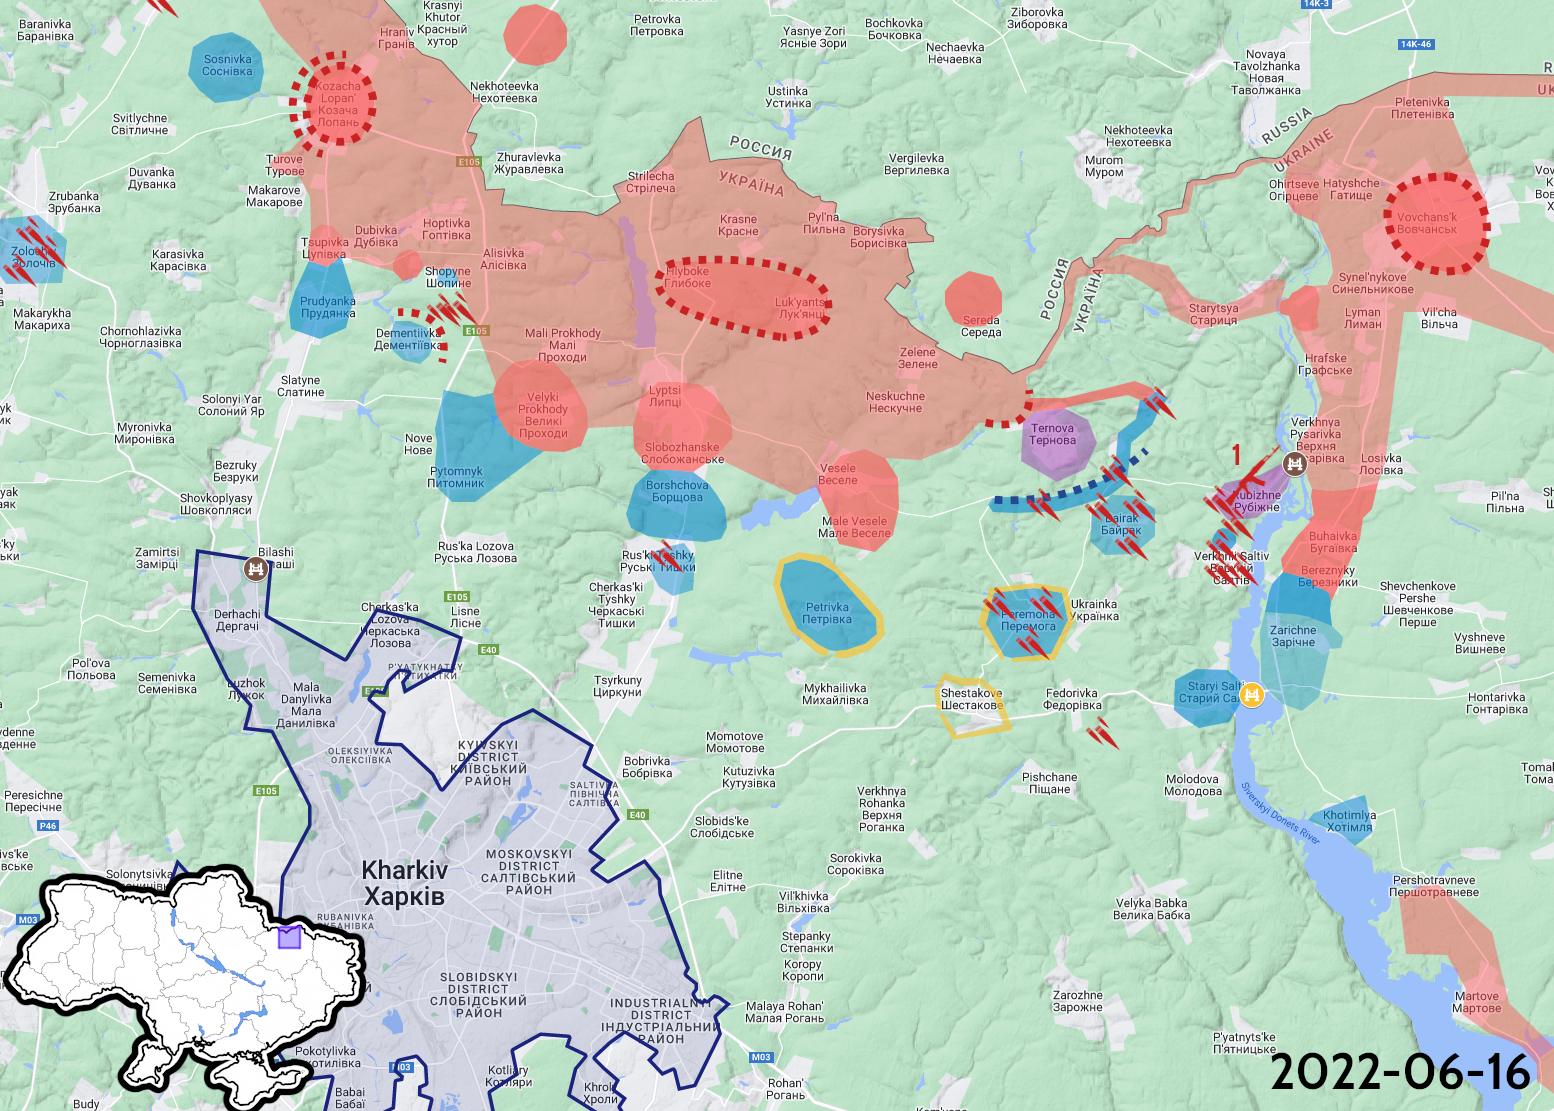 Baranivka
Баранівка
Krasnyi
Khutor
Красный
хутор
Petrovka
Петровка
Yasnye Zori
Ясные Зори
Bochkovka
Бочковка
Ziborovka
Зиборовка
14K-3
14K-46
Nechaevka
Нечаевка
Novaya
Tavolzhanka
Новая
Таволжанка
Sosnivka
Соснівка
Kozacha
Lopan'
Козача
Лопань
Nekhoteevka
Нехотеевка
Ustinka
Устинка
Pletenivka
Плетенівка
RUSSIA
UKRAINE
Svitlychne
Світличне
Nekhoteevka
Нехотеевка
Turove
Турове
E105
Zhuravlevka
Журавлевка
РОССИЯ
УКРАЇНА
Vergilevka
Вергилевка
Murom
Муром
Duvanka
Дуванка
Makarove
Макарове
Strilecha
Стрілеча
Ohirtseve
Огірцеве
Hatyshche
Гатище
Zrubanka
Зрубанка
Vovchans'k
Вовчанськ
Krasne
Красне
Pyl'na
Пильна
Borysivka
Борисівка
Hoptivka
Гоптівка
Dubivka
Дубівка
Tsupivka
Цупівка
Karasivka
Карасівка
Alisivka
Алісівка
Zolochiv
Золочів
Shopyne
Шопине
Hlyboke
Глибоке
Luk'yantsi
Лук'янці
РОССИЯ
УКРАЇНА
Synel'nykove
Синельникове
Prudyanka
Прудянка
Makarykha
Макариха
Starytsya
Стариця
Lyman
Лиман
Vil'cha
Вільча
Sereda
Середа
Chornohlazivka
Чорноглазівка
Dementiivka
Дементіївка
E105
Mali Prokhody
Малі
Проходи
Zelene
Зелене
Hrafske
Графське
Slatyne
Слатине
Solonyi Yar
Солоний Яр
Velyki
Prokhody
Великі
Проходи
Lyptsi
Липці
Neskuchne
Нескучне
Myronivka
Миронівка
Nove
Нове
Slobozhanske
Слобожанське
Ternova
Тернова
Verkhnya
Pysarivka
Верхня
Писарівка
1
Losivka
Лосівка
Bezruky
Безруки
Pytomnyk
Питомник
Vesele
Веселе
Borshchova
Борщова
Rubizhne
Рубіжне
Pil'na
Пільна
Shovkoplyasy
Шовкопляси
Male Vesele
Мале Веселе
Bairak
Байрак
Zamirtsi
Замірці
Bilashi
Rus'ka Lozova
Руська Лозова
Rus'ki Tyshky
Руські Тишки
Verkhnii Saltiv
Верхній
Салтів
Buhaivka
Бугаївка
Bereznyky
Березники
Cherkas'ki
Tyshky
Черкаські
Тишки
E105
Derhachi
Дергачі
Cherkas'ka
Lozova
Черкаська
Лозова
Lisne
Лісне
Petrivka
Петрівка
Peremoha
Перемога
Ukrainka
Українка
Shevchenkove
Pershe
Шевченкове
Перше
Zarichne
Зарічне
Vyshneve
Вишневе
E40
P'YATYKHATKY
П'ЯТИХАТКИ
Pol'ova
Польова
Semenivka
Семенівка
Luzhok
Лужок
Mala
Danylivka
Мала
Данилівка
Tsyrkuny
Циркуни
Mykhailivka
Михайлівка
Shestakove
Шестакове
Fedorivka
Федорівка
Staryi Saltiv
Старий Салтів
Hontarivka
Гонтарівка
OLEKSIYIVKA
ОЛЕКСІЇВКА
KYIVSKYI
DISTRICT
КИЇВСЬКИЙ
РАЙОН
Momotove
Момотове
Bobrivka
Бобрівка
Kutuzivka
Кутузівка
Pishchane
Піщане
Molodova
Молодова
E105
SALTIVKA
ПІВНІЧНА
САЛТІВКА
E40
Slobids'ke
Слобідське
Verkhnya
Rohanka
Верхня
Роганка
Peresichne
Пересічне
P46
Siverskyi Donets River
Khotimlya
Хотімля
Kharkiv
Харків
MOSKOVSKYI
DISTRICT
САЛТІВСЬКИЙ
РАЙОН
Sorokivka
Сороківка
Elitne
Елітне
Solonytsivka
Vil'khivka
Вільхівка
Velyka Babka
Велика Бабка
Pershotravneve
Першотравневе
M03
RUBANIVKA
Stepanky
Степанки
Koropy
Коропи
SLOBIDSKYI
DISTRICT
СЛОБІДСЬКИЙ
РАЙОН
INDUSTRIALNYI
DISTRICT
ІНДУСТРІАЛЬНИЙ
РАЙОН
Malaya Rohan'
Малая Рогань
Zarozhne
Зарожне
Martove
Мартове
P'yatnyts'ke
П'ятницьке
Pokotylivka
M03
M03
Kotliary
Котляри
Babai
Бабаї
Rohan'
Рогань
Khroly
Хроли
Budy
2022-06-16